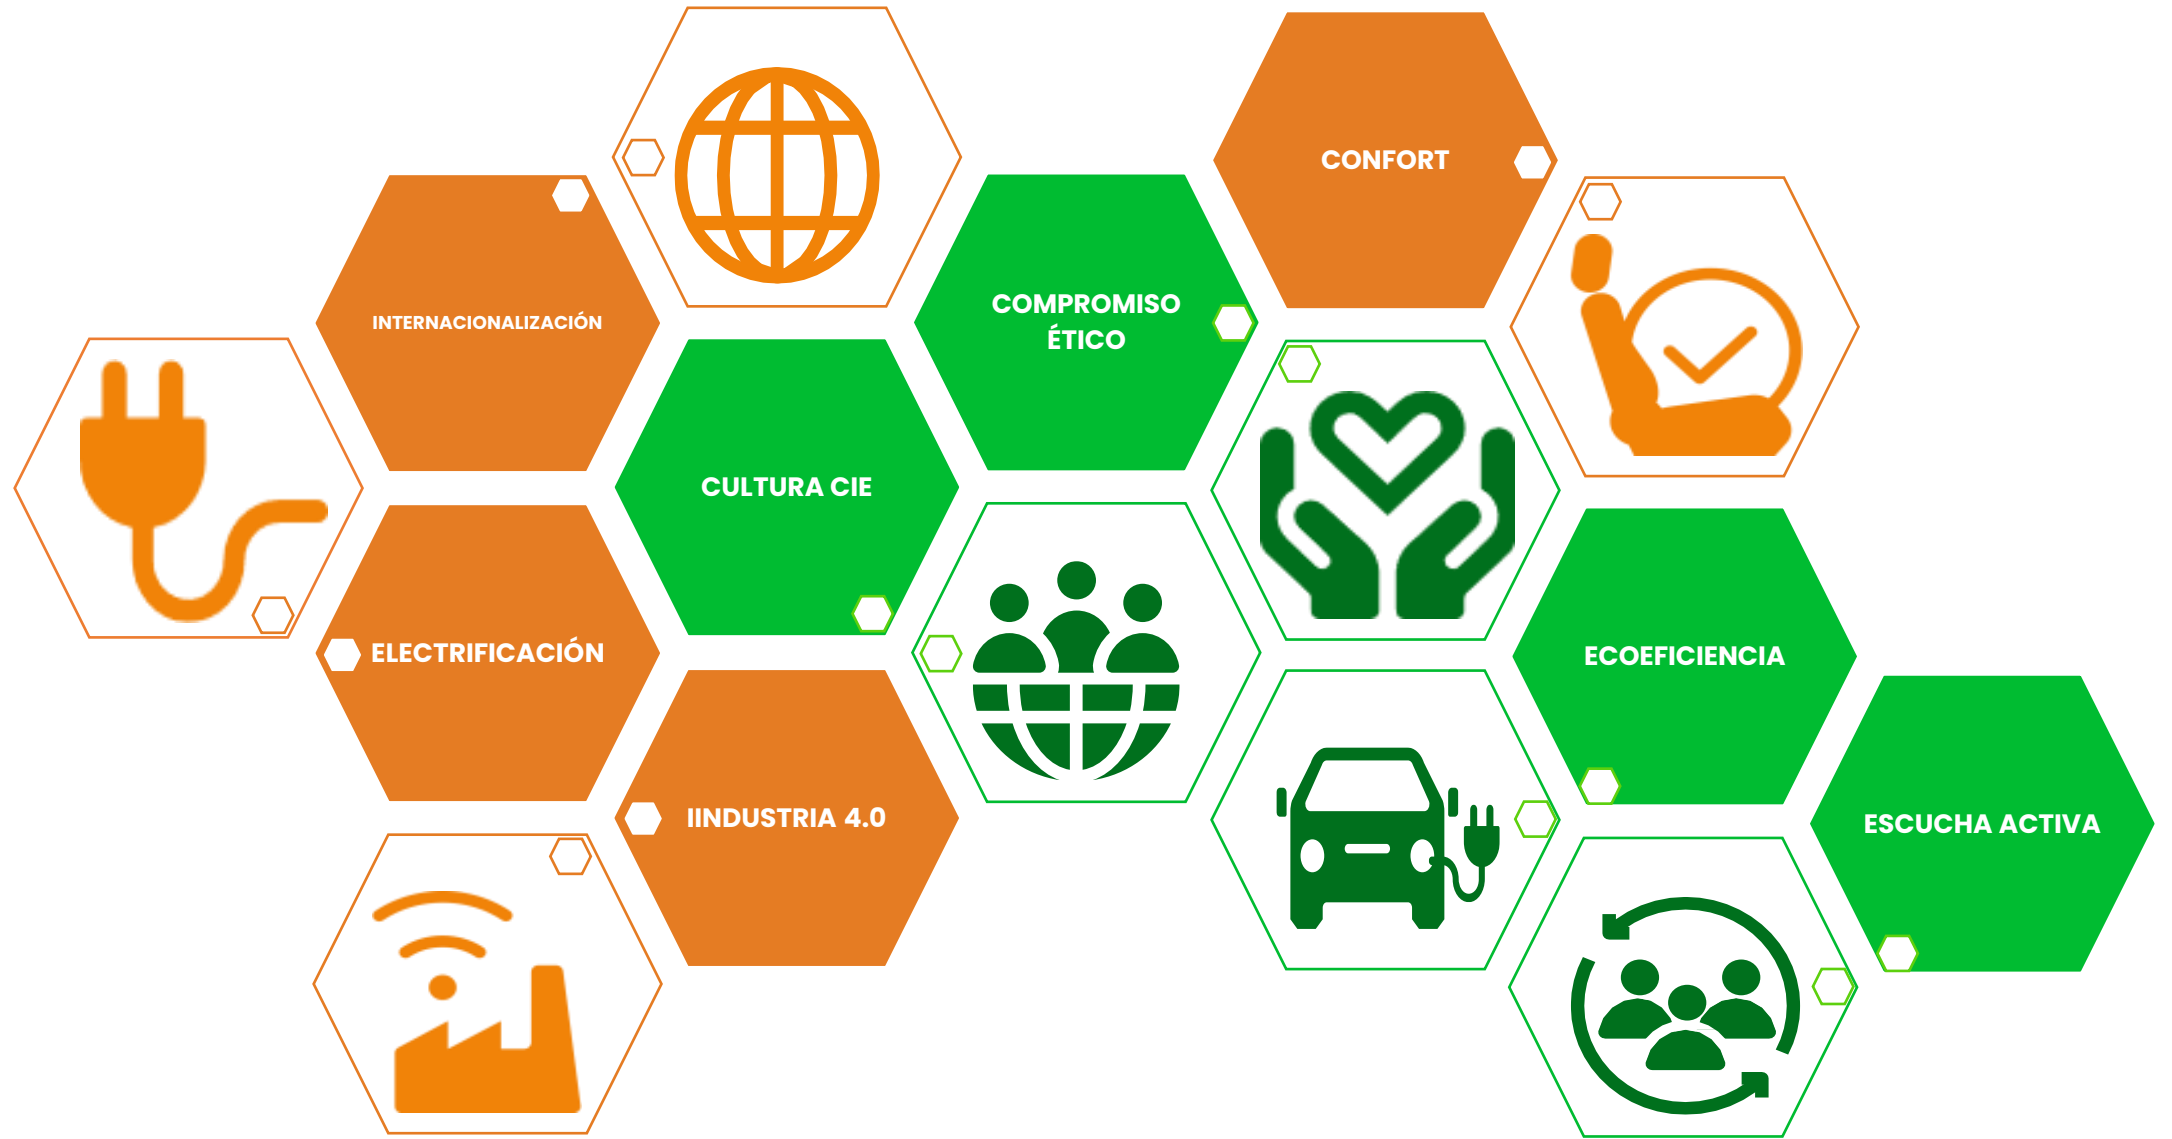 CONFORT
COMPROMISO
ÉTICO
INTERNACIONALIZACIÓN
CULTURA CIE
ELECTRIFICACIÓN
ECOEFICIENCIA
IINDUSTRIA 4.0
ESCUCHA ACTIVA